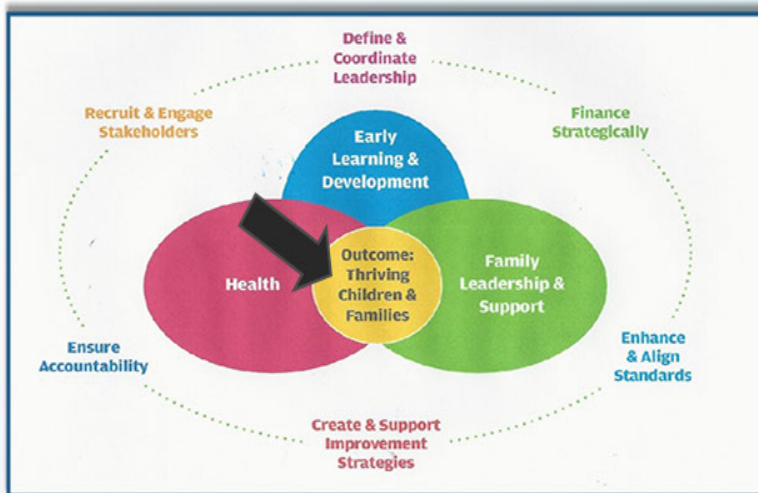 Define &
Coordinate
Leadership
Recruit & Engage
Stakeholders
Finance
Strategically
Early
Learning &
Development
Health
Outcome:
Thriving
Children &
Families
Family
Leadership &
Support
Ensure
Accountability
Enhance
& Align
Standards
Create & Support
Improvement
Strategies